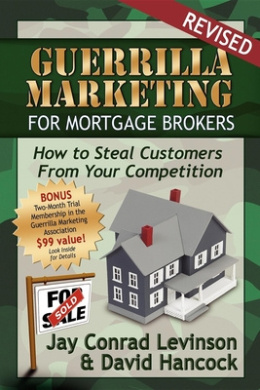 REVISED
GUERRILLA
MARKETING
FOR MORTGAGE BROKERS
How to Steal Customers
From Your Competition
BONUS
Two-Month Trial
Membership in the
Guerrilla Marketing
Association
$99 value!
Look inside
for Details
FOR
SOLD
SALE
Jay Conrad Levinson
& David Hancock